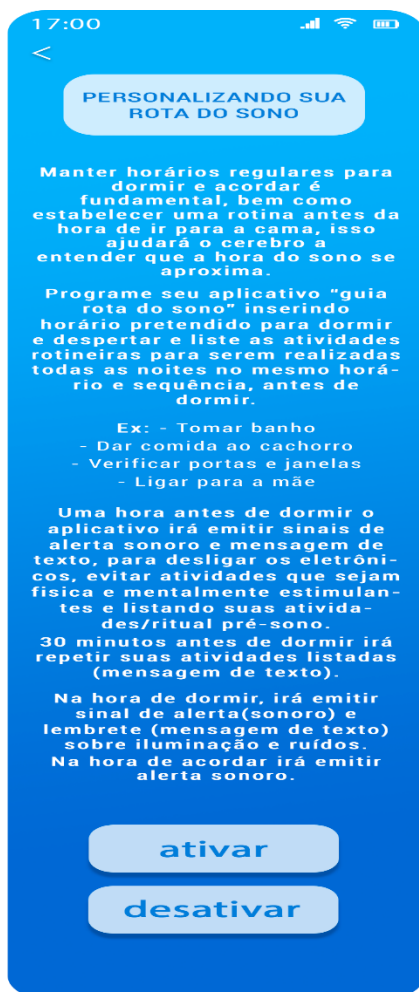 17:00
<
PERSONALIZANDO SUA
ROTA DO SONO
Manter horários regulares para
dormir e acordar é
fundamental, bem como
estabelecer uma rotina antes da
hora de ir para a cama, isso
ajudará o cerebro a
entender que a hora do sono se
aproxima.
Programe seu aplicativo "guia
rota do sono" inserindo
horário pretendido para dormir
e despertar e liste as atividades
rotineiras para serem realizadas
todas as noites no mesmo horá-
rio e sequência, antes de
dormir.
Ex: - Tomar banho
- Dar comida ao cachorro
- Verificar portas e janelas
- Ligar para a mãe
Uma hora antes de dormir o
aplicativo irá emitir sinais de
alerta sonoro e mensagem de
texto, para desligar os eletrôni-
cos, evitar atividades que sejam
fisica e mentalmente estimulan-
tes e listando suas ativida-
des/ritual pré-sono.
30 minutos antes de dormir irá
repetir suas atividades listadas
(mensagem de texto).
Na hora de dormir, irá emitir
sinal de alerta(sonoro) e
lembrete (mensagem de texto)
sobre iluminação e ruídos.
Na hora de acordar irá emitir
alerta sonoro.
ativar
desativar